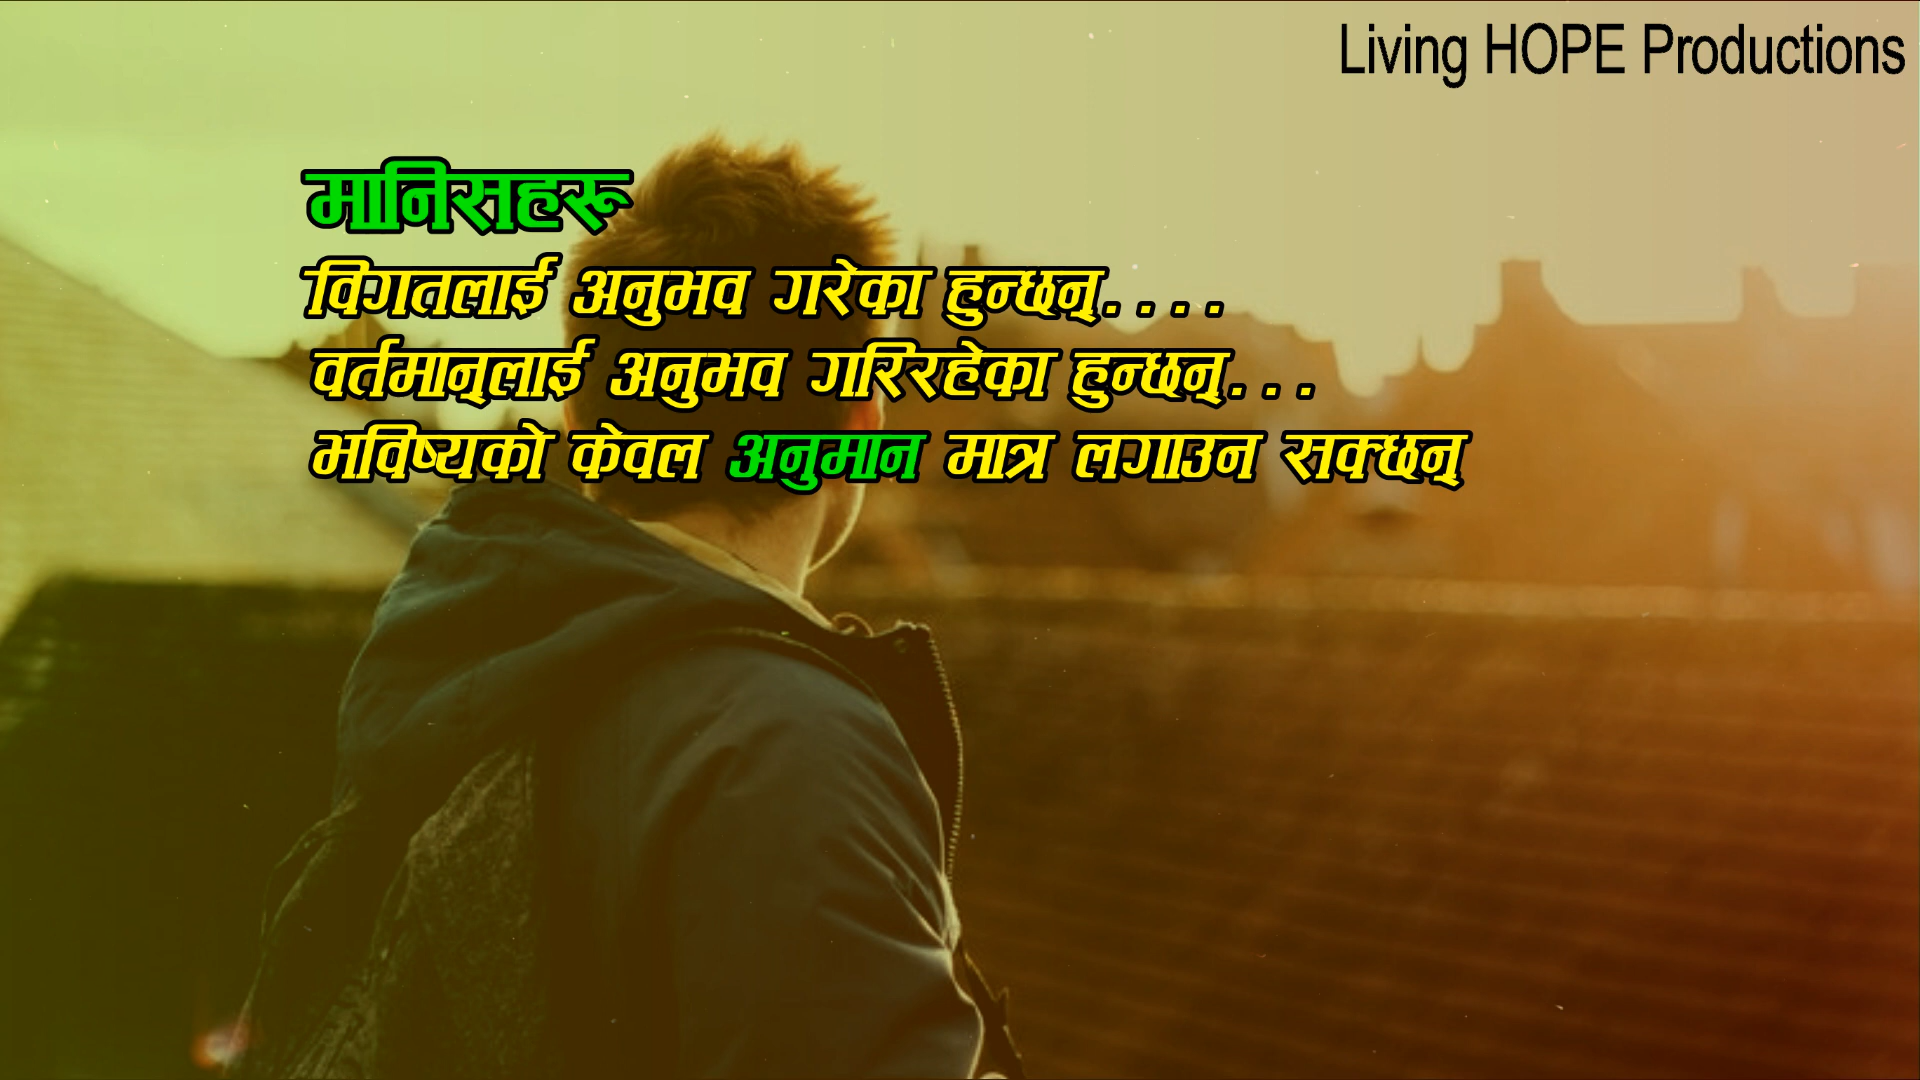 Living HOPE Productions
मानिसहरू
विगतलाई अनुभव गरेका हुन्छन्....
वर्तमान्लाई अनुभव गरिरहेका हुन्छन्...
भविष्यको केवल अनुमान मात्र लगाउन सक्छन्